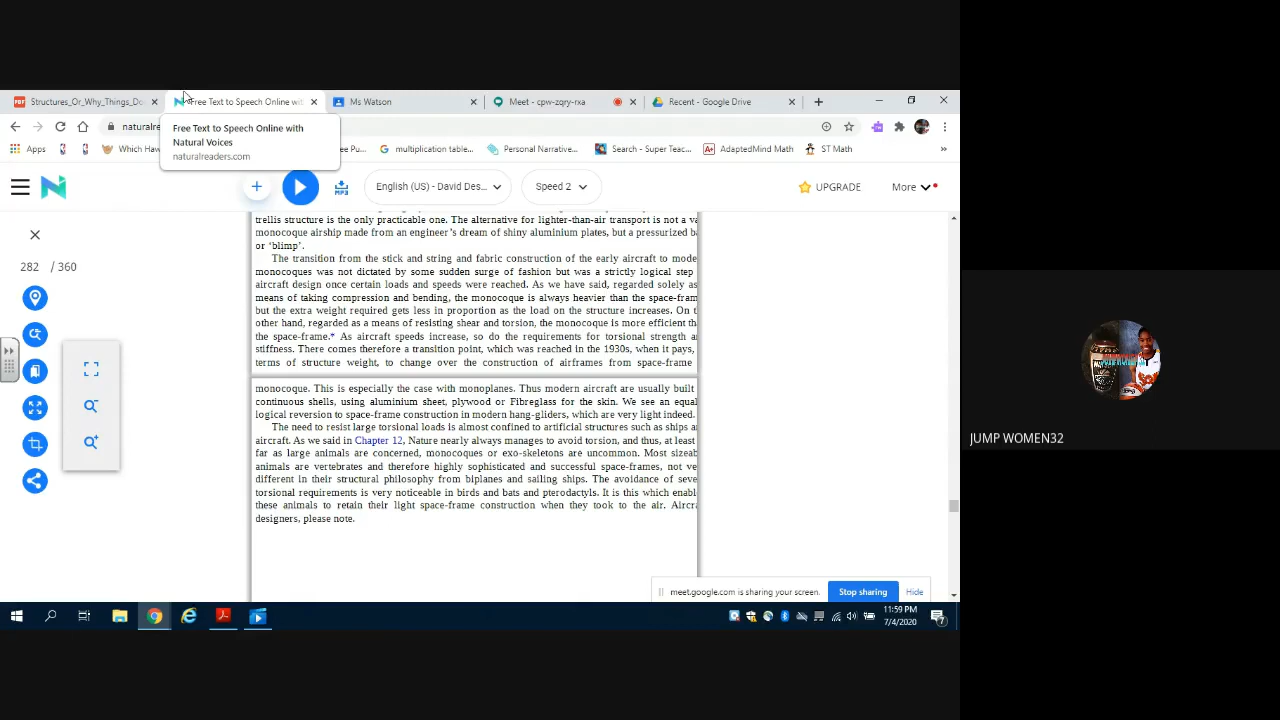 Structures_Or_Why_Things_Do
Free Text to Speech Online wit
Ms Watson
Meet - cpw-zqry-rxa
Recent - Google Drive
naturalre
Free Text to Speech Online with
Natural Voices
naturalreaders.com
Apps
Which Haw
ee Pu...
multiplication table...
Personal Narrative...
Search - Super Teac...
AdaptedMind Math
ST Math
»
MP3
English (US) - David Des...
Speed 2
UPGRADE
More
282 / 360
trellis structure is the only practicable one. The alternative for lighter-than-air transport is not a va
monocoque airship made from an engineer's dream of shiny aluminium plates, but a pressurized ba
or 'blimp'.
The transition from the stick and string and fabric construction of the early aircraft to mode
monocoques was not dictated by some sudden surge of fashion but was a strictly logical step
aircraft design once certain loads and speeds were reached. As we have said, regarded solely as
means of taking compression and bending, the monocoque is always heavier than the space-fram
but the extra weight required gets less in proportion as the load on the structure increases. On t
other hand, regarded as a means of resisting shear and torsion, the monocoque is more efficient th
the space-frame.* As aircraft speeds increase, so do the requirements for torsional strength a
stiffness. There comes therefore a transition point, which was reached in the 1930s, when it pays,
terms of structure weight, to change over the construction of airframes from space-frame
monocoque. This is especially the case with monoplanes. Thus modern aircraft are usually built
continuous shells, using aluminium sheet, plywood or Fibreglass for the skin. We see an equal
logical reversion to space-frame construction in modern hang-gliders, which are very light indeed.
The need to resist large torsional loads is almost confined to artificial structures such as ships a
aircraft. As we said in Chapter 12, Nature nearly always manages to avoid torsion, and thus, at least
far as large animals are concerned, monocoques or exo-skeletons are uncommon. Most sizeab
animals are vertebrates and therefore highly sophisticated and successful space-frames, not ve
different in their structural philosophy from biplanes and sailing ships. The avoidance of seve
torsional requirements is very noticeable in birds and bats and pterodactyls. It is this which enabl
these animals to retain their light space-frame construction when they took to the air. Aircra
designers, please note.
meet.google.com is sharing your screen.
Stop sharing
Hide
11:59 PM
7/4/2020
7
JUMP WOMEN32